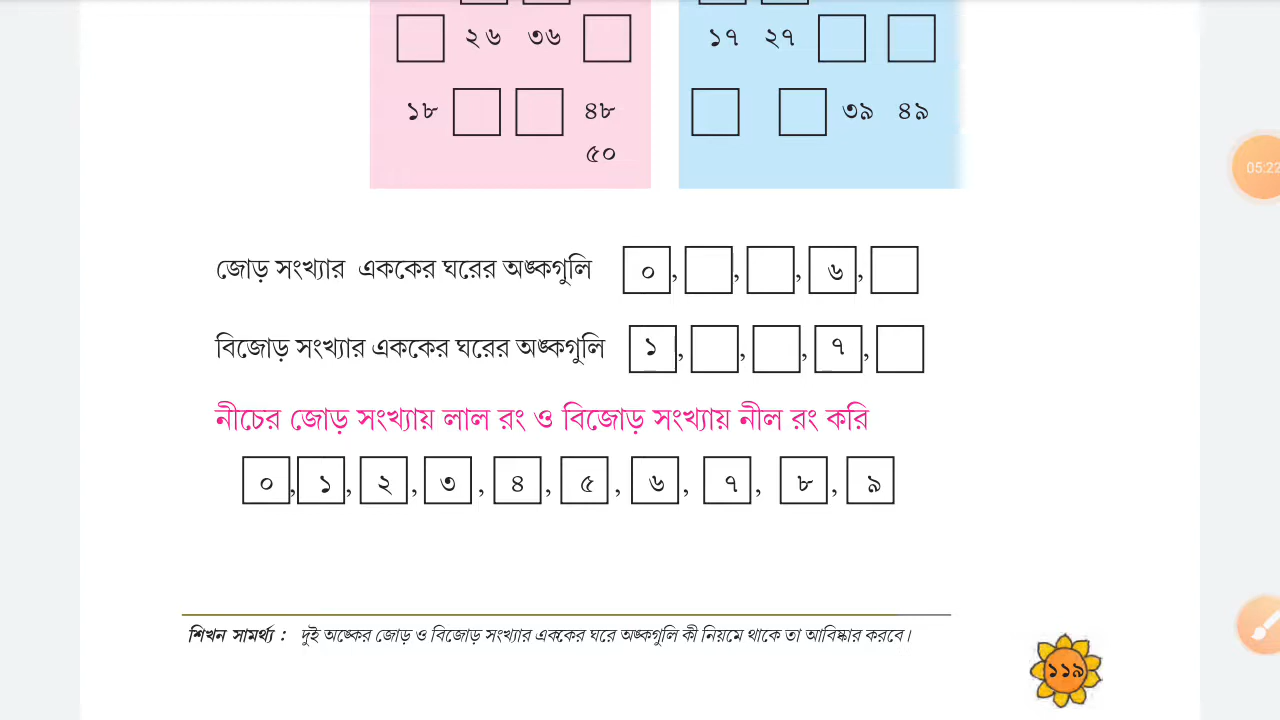 ২৬ ৩৬
১৭ ২৭
১৮ ৪৮
৩৯ ৪৯
৫০
05:22
জোড় সংখ্যার এককের ঘরের অঙ্কগুলি ০, , , ৬,
বিজোড় সংখ্যার এককের ঘরের অঙ্কগুলি ১, , , ৭,
নীচের জোড় সংখ্যায় লাল রং ও বিজোড় সংখ্যায় নীল রং করি
০, ১, ২, ৩, ৪, ৫, ৬, ৭, ৮, ৯
শিখন সামর্থ্য : দুই অঙ্কের জোড় ও বিজোড় সংখ্যার এককের ঘরে অঙ্কগুলি কী নিয়মে থাকে তা আবিষ্কার করবে।
১১৯